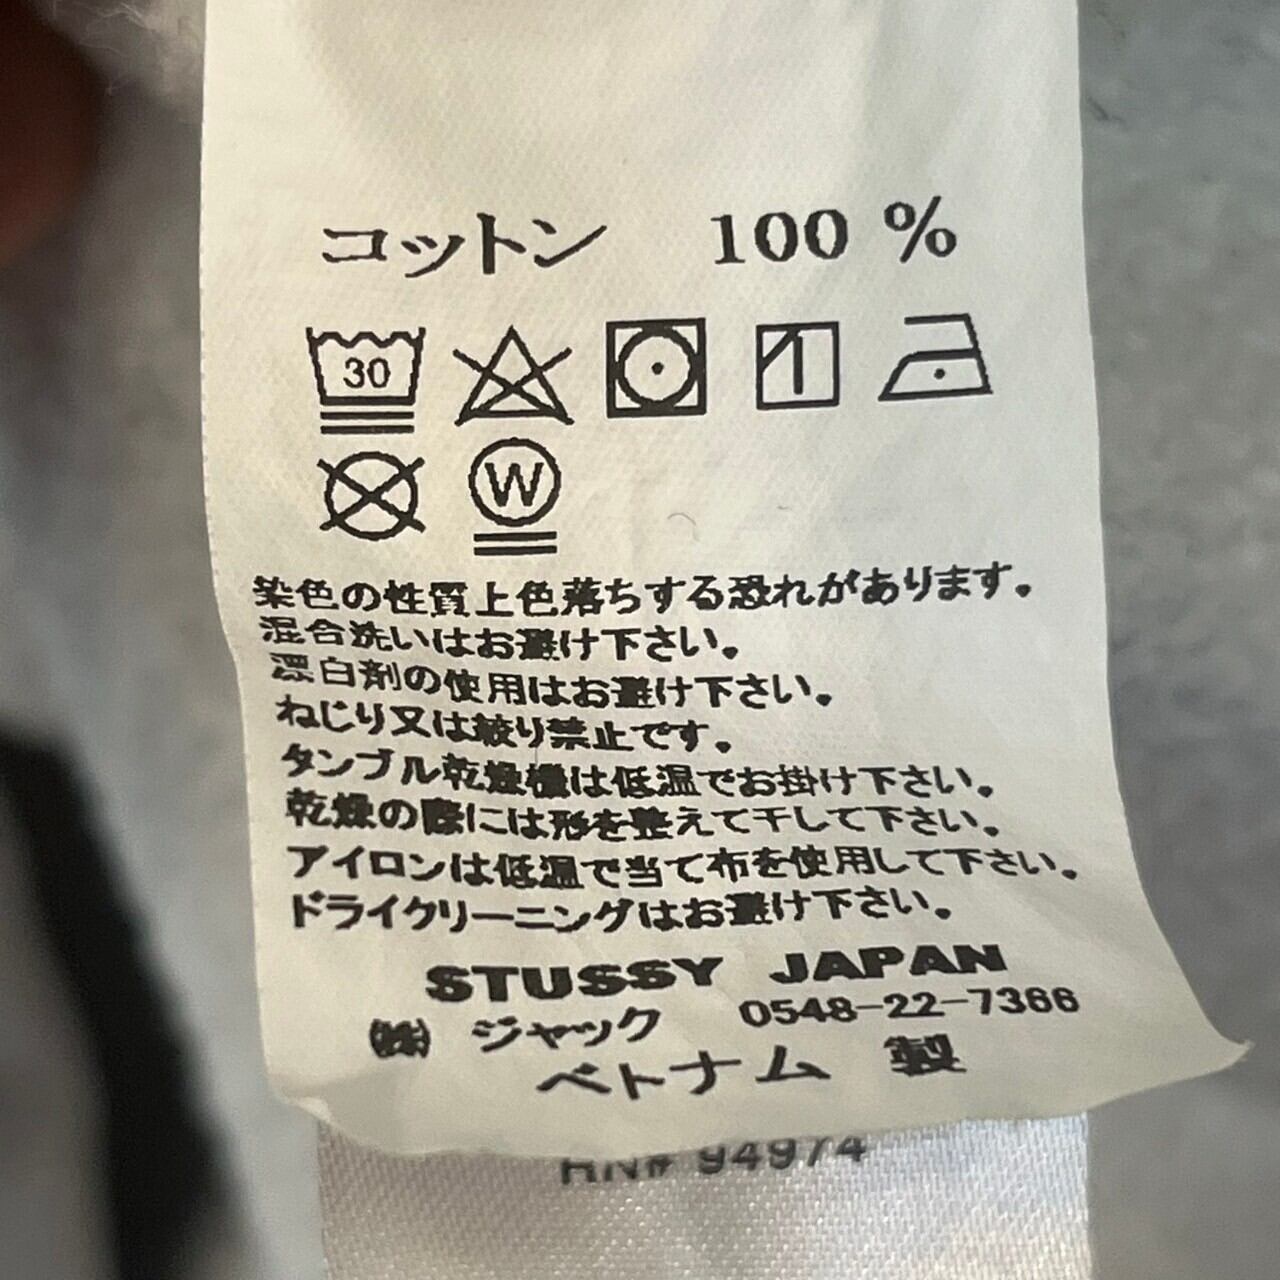 コットン 100 %
30
W
染色の性質上色落ちする恐れがあります。
混合洗いはお避け下さい。
漂白剤の使用はお避け下さい。
ねじり又は絞り禁止です。
タンブル乾燥機は低温でお掛け下さい。
乾燥の際には形を整えて干して下さい。
アイロンは低温で当て布を使用して下さい。
ドライクリーニングはお避け下さい。
STUSSY JAPAN
㈱ ジャック 0548-22-7366
ベトナム 製
RN# 94974